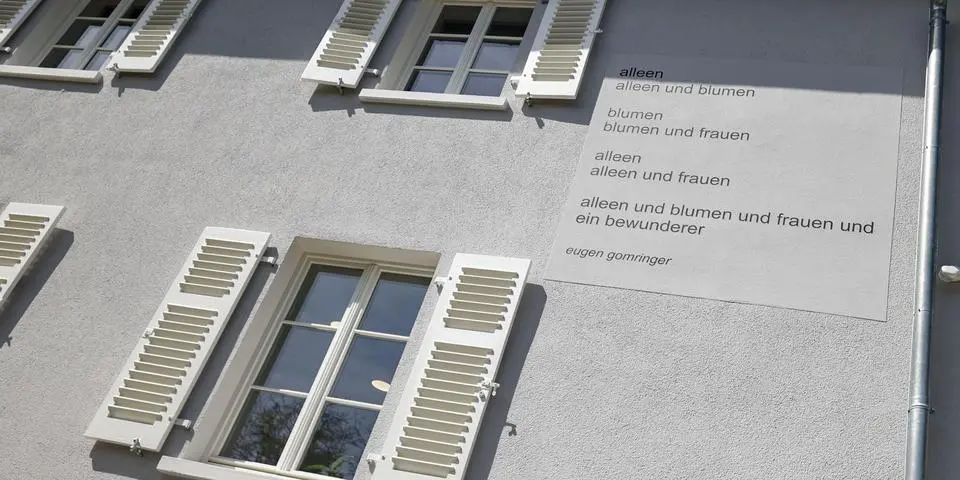 alleen
alleen und blumen
blumen
blumen und frauen
alleen
alleen und frauen
alleen und blumen und frauen und
ein bewunderer
eugen gomringer